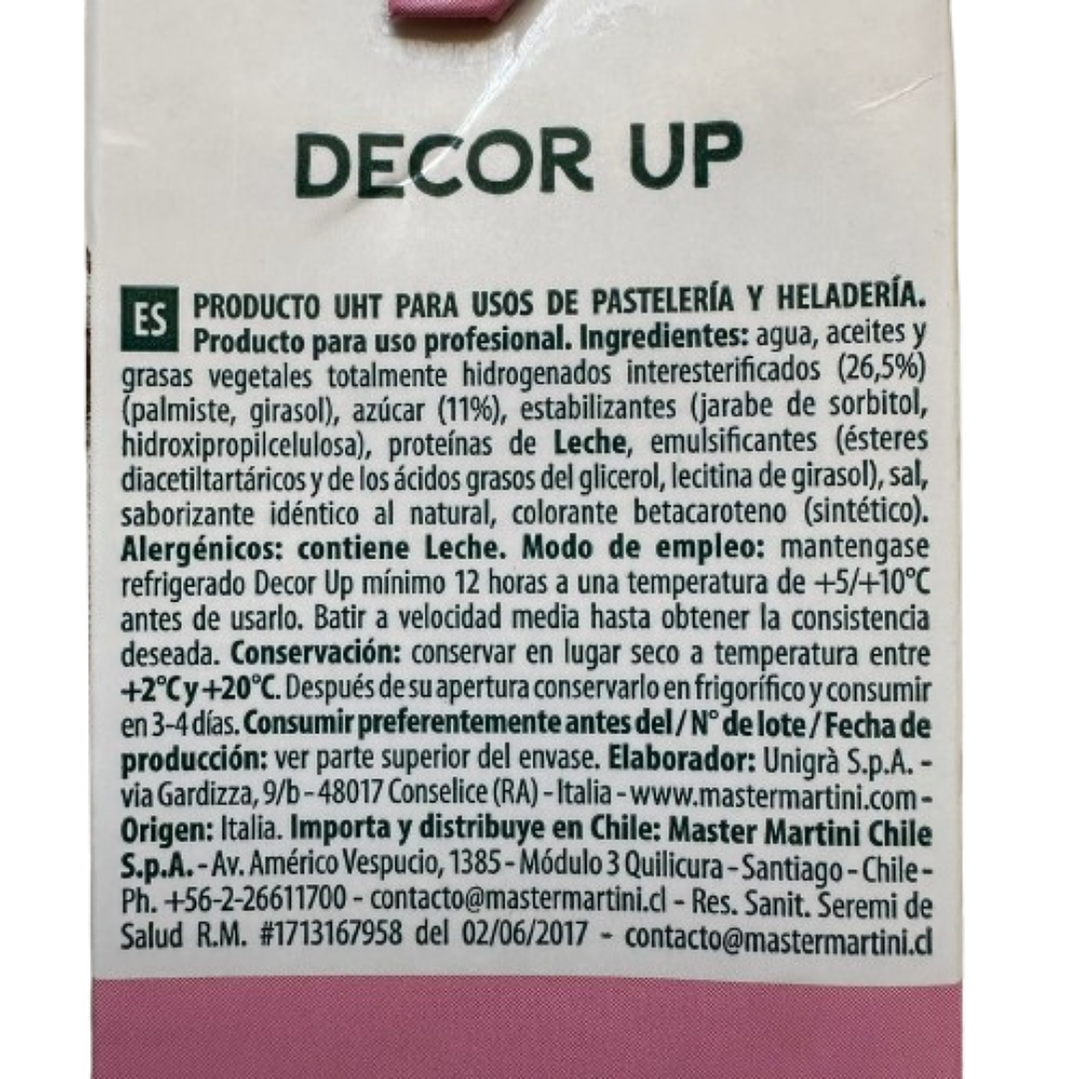 DECOR UP
ES PRODUCTO UHT PARA USOS DE PASTELERÍA Y HELADERÍA.
Producto para uso profesional. Ingredientes: agua, aceites y
grasas vegetales totalmente hidrogenados interesterificados (26,5%)
(palmiste, girasol), azúcar (11%), estabilizantes (jarabe de sorbitol,
hidroxipropilcelulosa), proteínas de Leche, emulsificantes (ésteres
diacetiltartáricos y de los ácidos grasos del glicerol, lecitina de girasol), sal,
saborizante idéntico al natural, colorante betacaroteno (sintético).
Alergénicos: contiene Leche. Modo de empleo: mantengase
refrigerado Decor Up mínimo 12 horas a una temperatura de +5/+10°C
antes de usarlo. Batir a velocidad media hasta obtener la consistencia
deseada. Conservación: conservar en lugar seco a temperatura entre
+2°C y +20°C. Después de su apertura conservarlo en frigorífico y consumir
en 3-4 días. Consumir preferentemente antes del / N° de lote / Fecha de
producción: ver parte superior del envase. Elaborador: Unigrà S.p.A. -
via Gardizza, 9/b - 48017 Conselice (RA) - Italia - www.mastermartini.com -
Origen: Italia. Importa y distribuye en Chile: Master Martini Chile
S.p.A. - Av. Américo Vespucio, 1385 - Módulo 3 Quilicura - Santiago - Chile -
Ph. +56-2-26611700 - contacto@mastermartini.cl - Res. Sanit. Seremi de
Salud R.M. #1713167958 del 02/06/2017 - contacto@mastermartini.cl